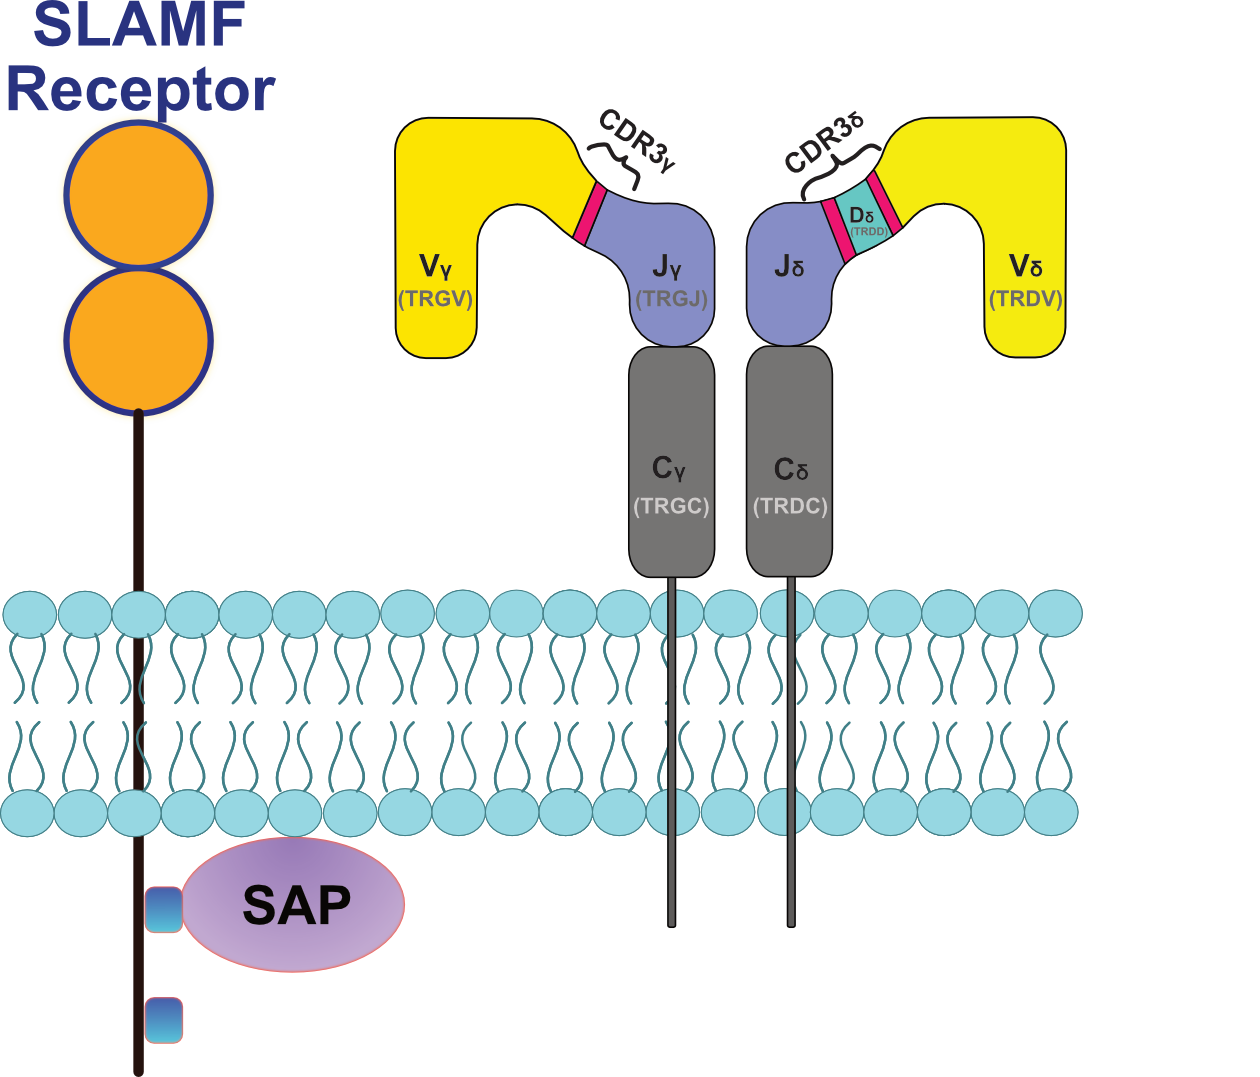 SLAMF
Receptor
CDR3γ
CDR3δ
Vγ
(TRGV)
Jγ
(TRGJ)
Jδ
Dδ
(TRDD)
Vδ
(TRDV)
Cγ
(TRGC)
Cδ
(TRDC)
SAP